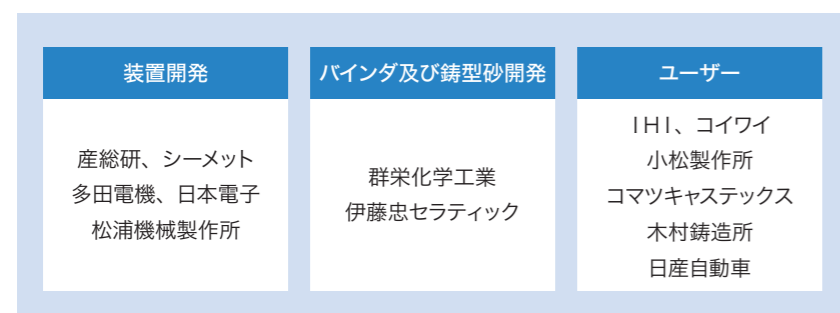 装置開発
産総研、シーメット
多田電機、日本電子
松浦機械製作所
バインダ及び鋳型砂開発
群栄化学工業
伊藤忠セラティック
ユーザー
IHI、コイワイ
小松製作所
コマツキャステックス
木村鋳造所
日産自動車